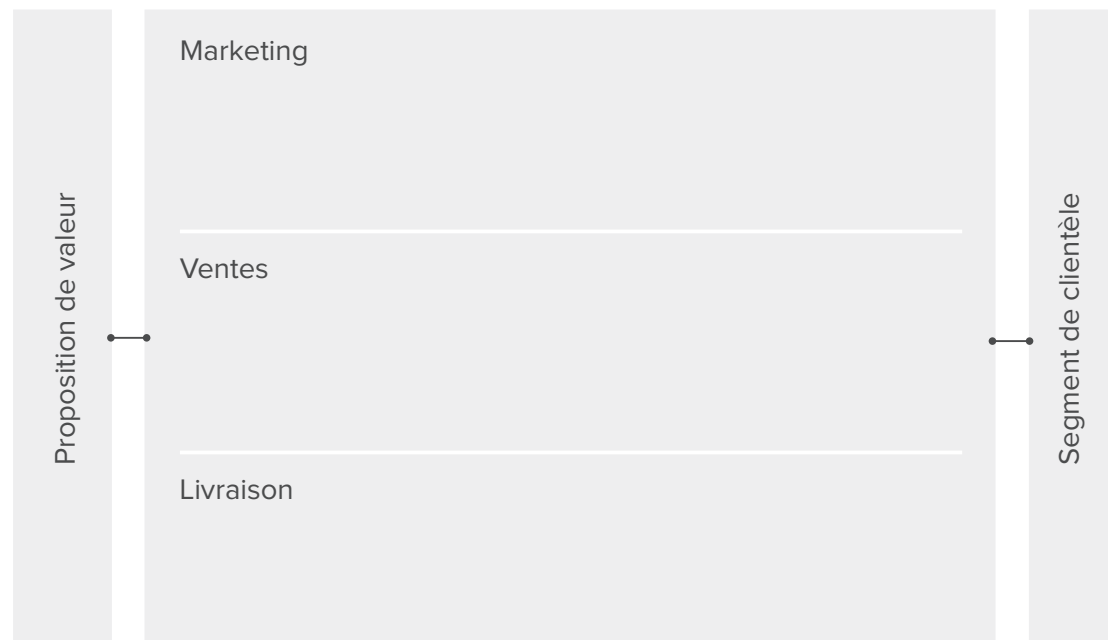 Proposition de valeur
Marketing
Ventes
Livraison
Segment de clientèle